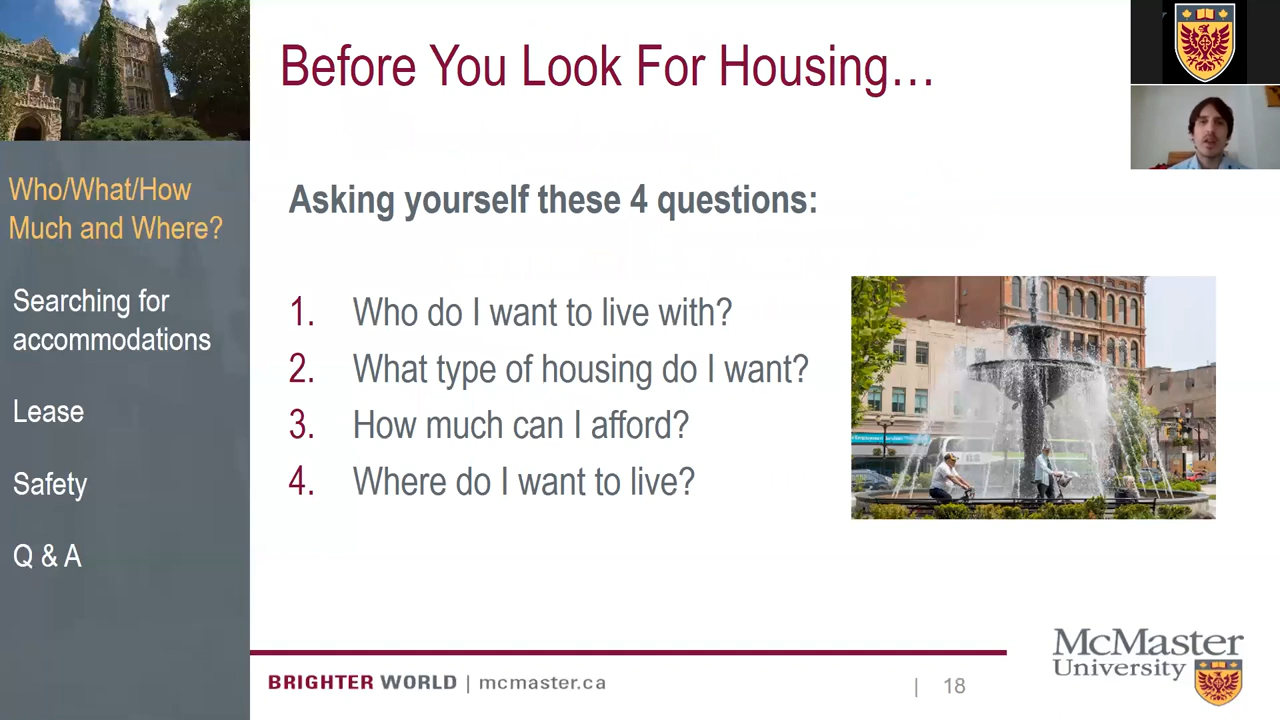 Before You Look For Housing...
Who/What/How
Much and Where?
Searching for
accommodations
Lease
Safety
Q & A
Asking yourself these 4 questions:
1. Who do I want to live with?
2. What type of housing do I want?
3. How much can I afford?
4. Where do I want to live?
BRIGHTER WORLD | mcmaster.ca
| 18
McMaster
University